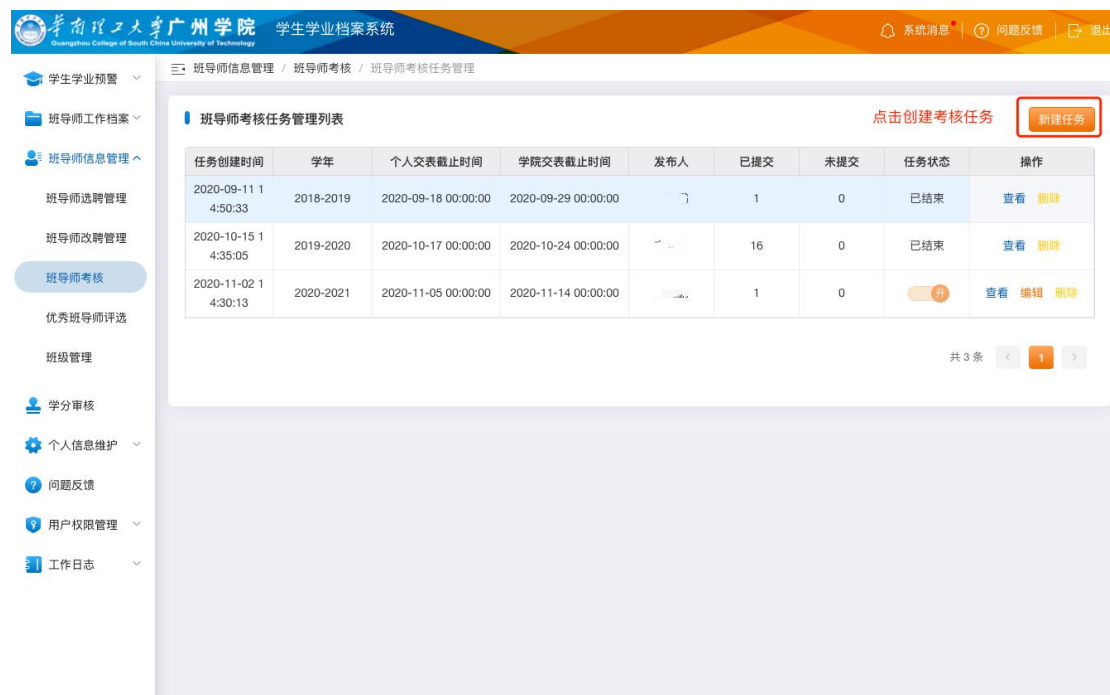 華南理工大學广州学院 学生学业档案系统 系统消息 问题反馈 退出
Guangzhou College of South China University of Technology
班导师信息管理 / 班导师考核 / 班导师考核任务管理
学生学业预警
班导师工作档案
班导师信息管理
班导师选聘管理
班导师改聘管理
班导师考核
优秀班导师评选
班级管理
学分审核
个人信息维护
问题反馈
用户权限管理
工作日志
班导师考核任务管理列表 点击创建考核任务 新建任务
任务创建时间 学年 个人交表截止时间 学院交表截止时间 发布人 已提交 未提交 任务状态 操作
2020-09-11 1
4:50:33 2018-2019 2020-09-18 00:00:00 2020-09-29 00:00:00 1 0 已结束 查看 删除
2020-10-15 1
4:35:05 2019-2020 2020-10-17 00:00:00 2020-10-24 00:00:00 16 0 已结束 查看 删除
2020-11-02 1
4:30:13 2020-2021 2020-11-05 00:00:00 2020-11-14 00:00:00 1 0 开 查看 编辑 删除
共 3 条 1